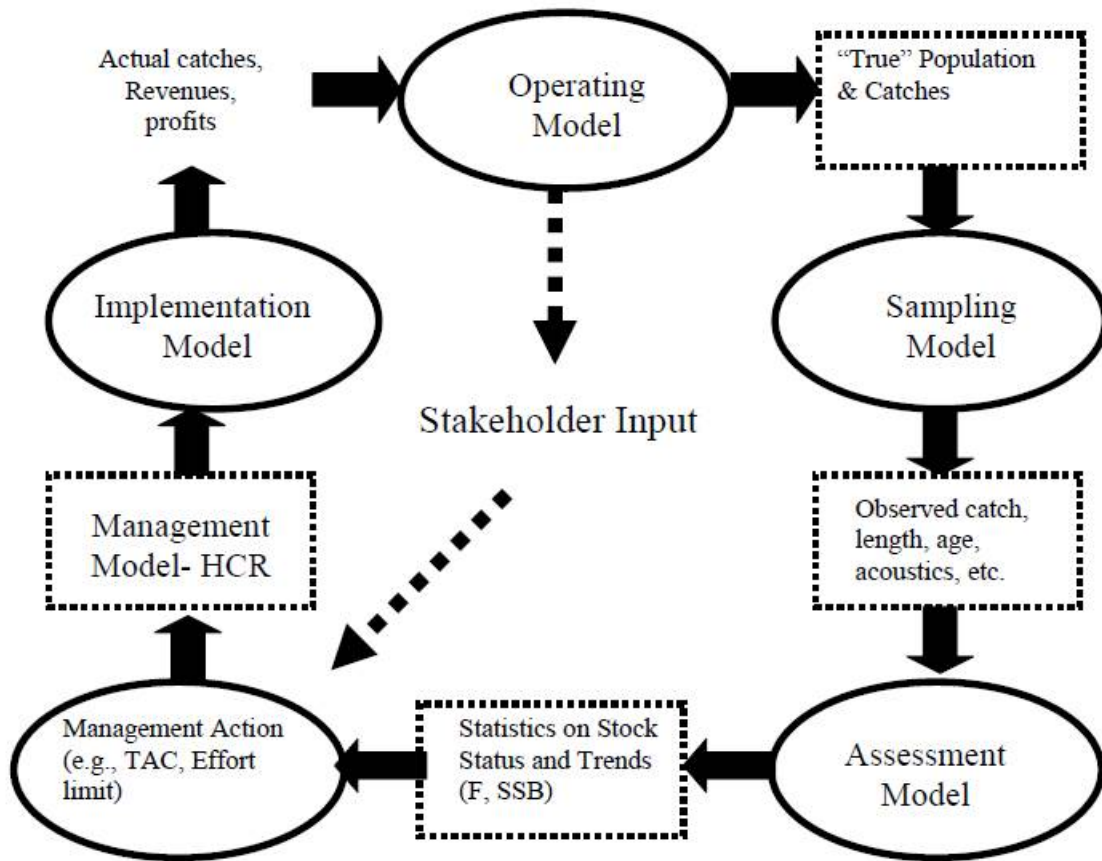 Actual catches,
Revenues,
profits
Operating
Model
“True” Population
& Catches
Implementation
Model
Sampling
Model
Stakeholder Input
Management
Model- HCR
Observed catch,
length, age,
acoustics, etc.
Management Action
(e.g., TAC, Effort
limit)
Statistics on Stock
Status and Trends
(F, SSB)
Assessment
Model